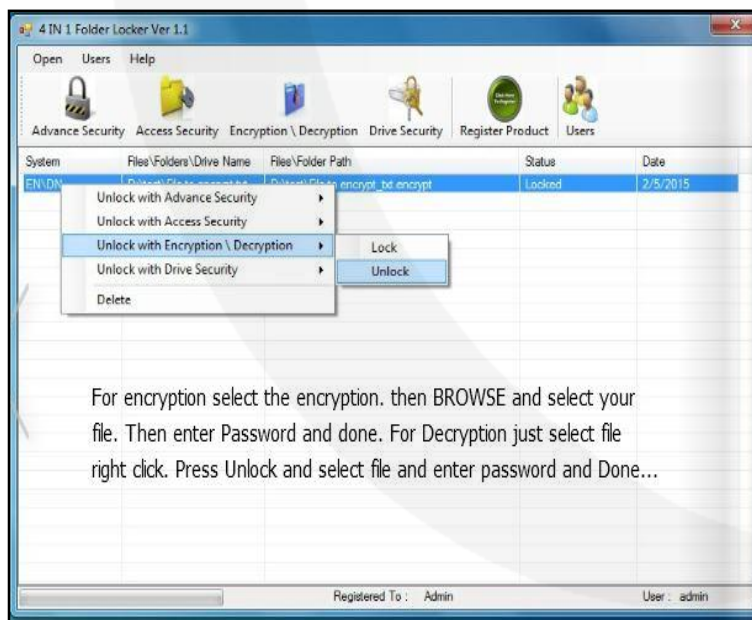 4 IN 1 Folder Locker Ver 1.1
Open Users Help
Advance Security Access Security Encryption \ Decryption Drive Security Register Product Users
System Files\Folders\Drive Name Files\Folder Path Status Date
EN\DN encrypt_txt.encrypt Locked 2/5/2015
Unlock with Advance Security
Unlock with Access Security
Unlock with Encryption \ Decryption
Lock
Unlock with Drive Security
Unlock
Delete
For encryption select the encryption. then BROWSE and select your
file. Then enter Password and done. For Decryption just select file
right click. Press Unlock and select file and enter password and Done...
Registered To : Admin User : admin